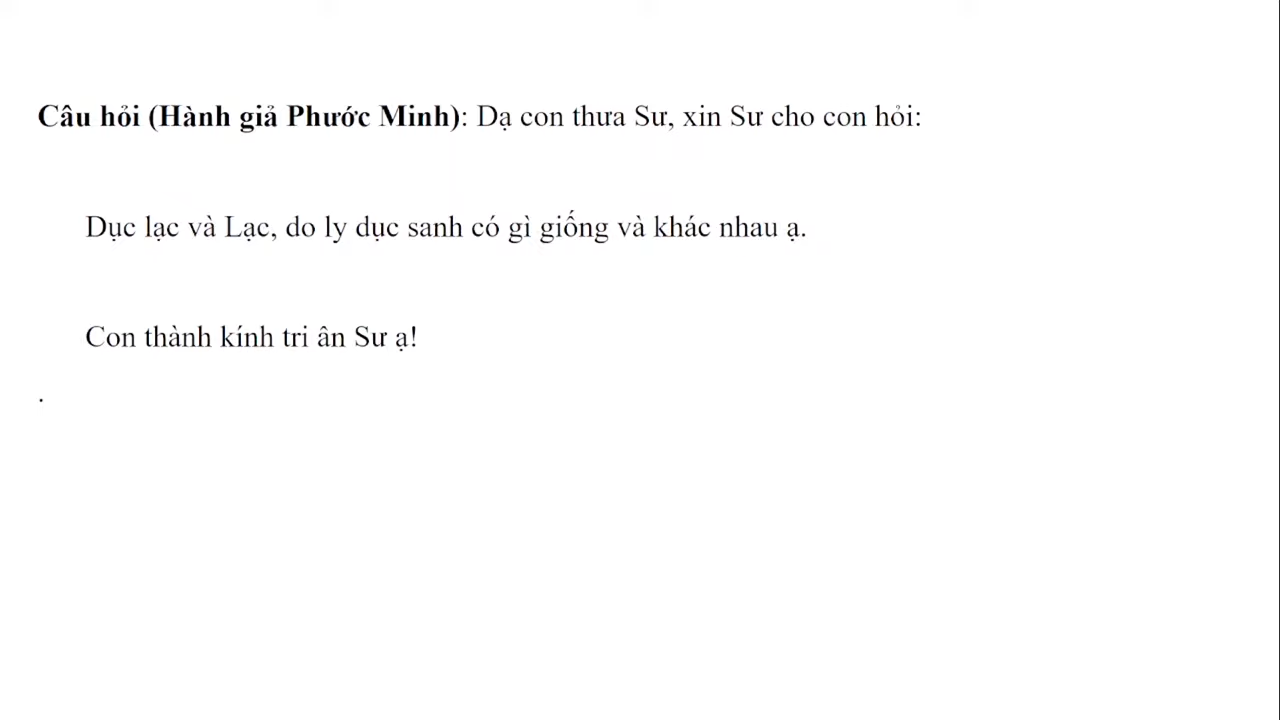 Câu hỏi (Hành giả Phước Minh): Dạ con thưa Sư, xin Sư cho con hỏi:
Dục lạc và Lạc, do ly dục sanh có gì giống và khác nhau ạ.
Con thành kính tri ân Sư ạ!
.